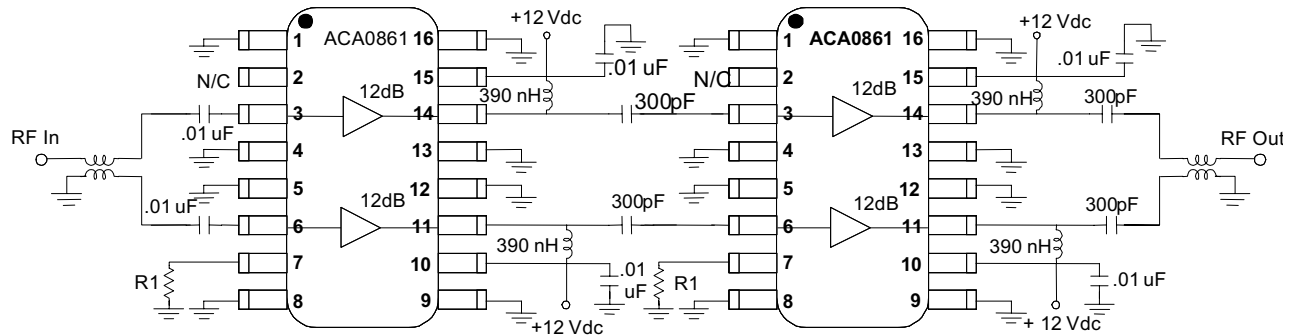 +12 Vdc
1 ACA0861 16
.01 uF
N/C 2 15
12dB 390 nH
3 14 300pF
.01 uF
RF In
4 13
5 12
.01 uF 12dB 300pF
6 11
390 nH
R1 7 10 .01 uF
8 9
+12 Vdc
+12 Vdc
1 ACA0861 16
.01 uF
N/C 2 15
12dB 390 nH
3 14 300pF
RF Out
4 13
5 12
12dB 300pF
6 11
390 nH
R1 7 10 .01 uF
8 9
+ 12 Vdc